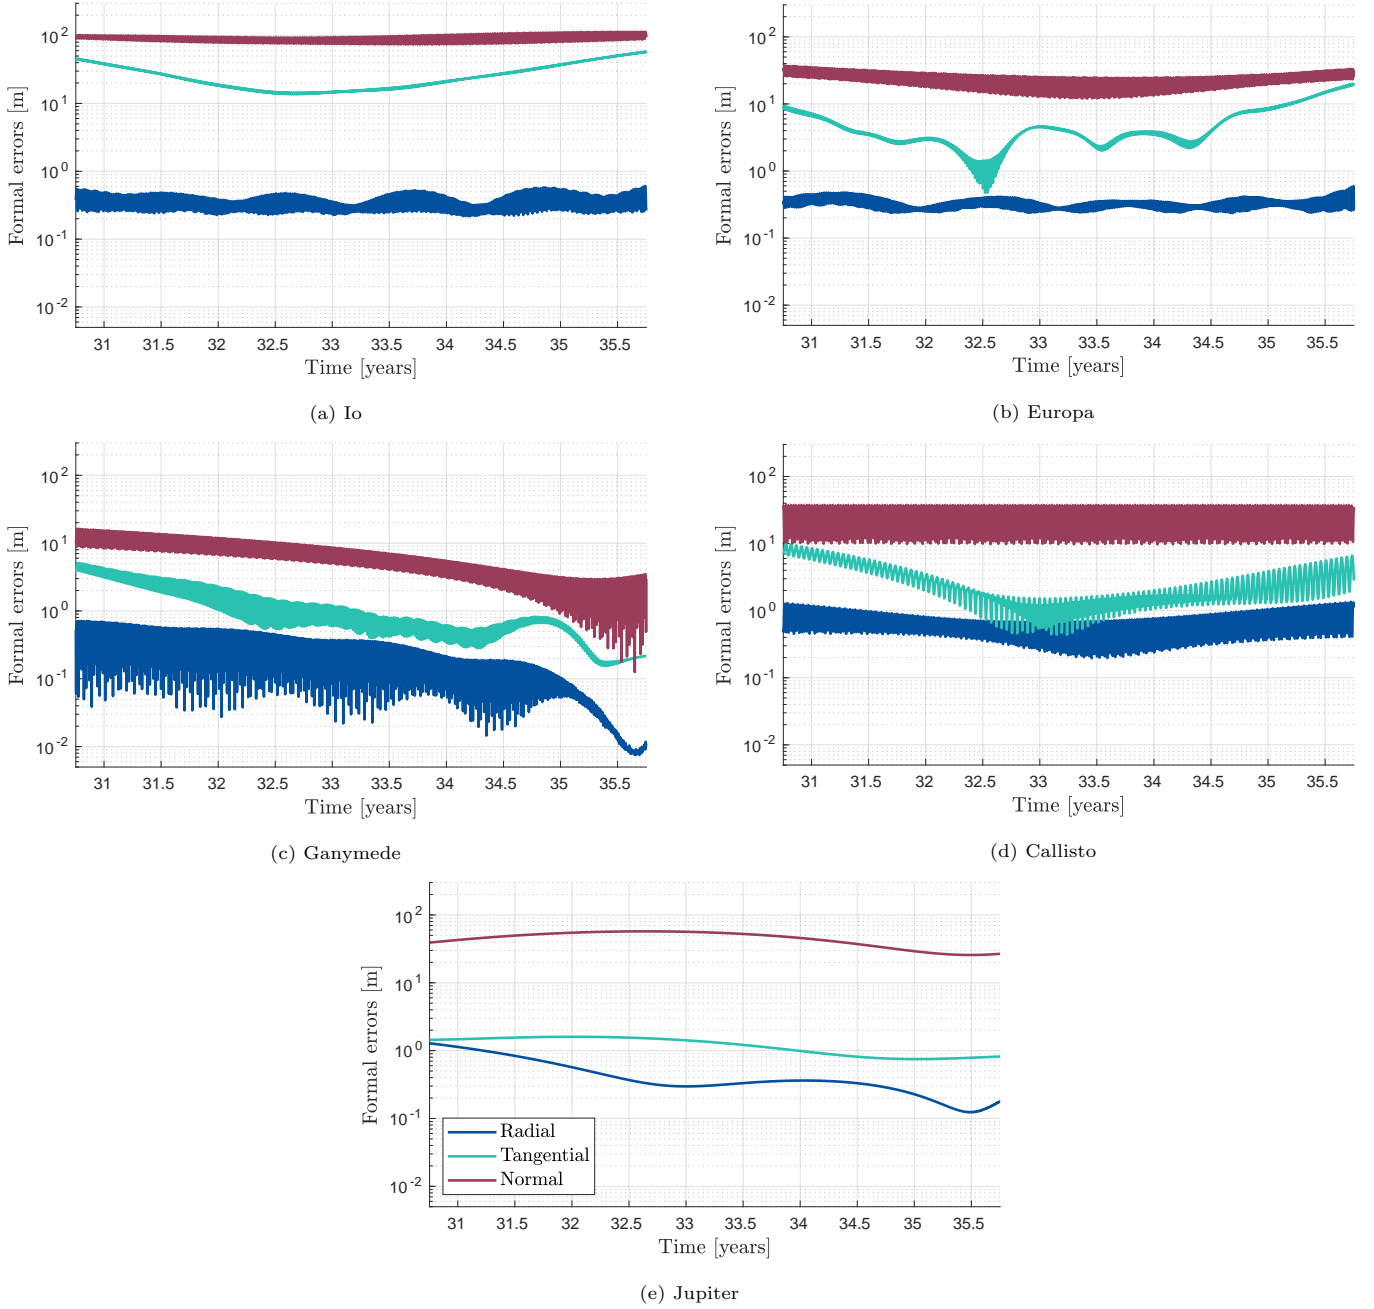 10^2
10^1
10^0
10^-1
10^-2
Formal errors [m]
31 31.5 32 32.5 33 33.5 34 34.5 35 35.5
Time [years]
(a) Io
10^2
10^1
10^0
10^-1
10^-2
Formal errors [m]
31 31.5 32 32.5 33 33.5 34 34.5 35 35.5
Time [years]
(b) Europa
10^2
10^1
10^0
10^-1
10^-2
Formal errors [m]
31 31.5 32 32.5 33 33.5 34 34.5 35 35.5
Time [years]
(c) Ganymede
10^2
10^1
10^0
10^-1
10^-2
Formal errors [m]
31 31.5 32 32.5 33 33.5 34 34.5 35 35.5
Time [years]
(d) Callisto
10^2
10^1
10^0
10^-1
10^-2
Formal errors [m]
Radial
Tangential
Normal
31 31.5 32 32.5 33 33.5 34 34.5 35 35.5
Time [years]
(e) Jupiter